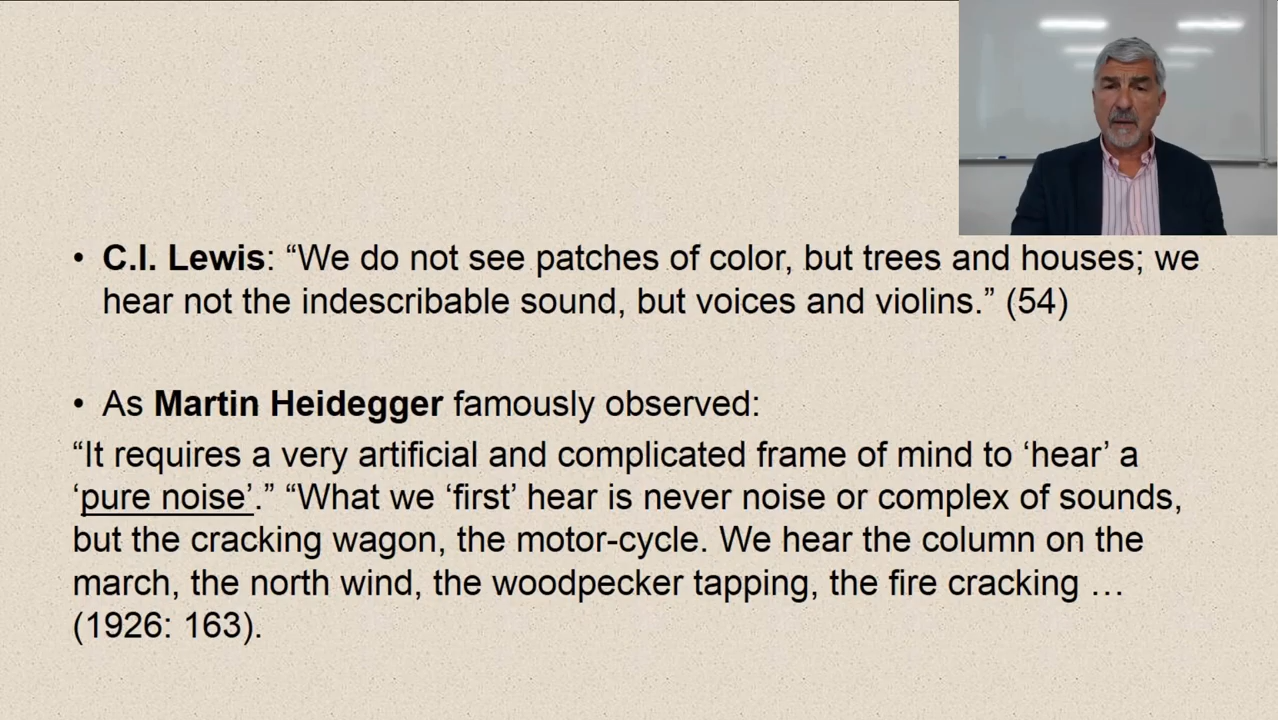 • C.I. Lewis: “We do not see patches of color, but trees and houses; we
hear not the indescribable sound, but voices and violins.” (54)
• As Martin Heidegger famously observed:
“It requires a very artificial and complicated frame of mind to ‘hear’ a
‘pure noise’.” “What we ‘first’ hear is never noise or complex of sounds,
but the cracking wagon, the motor-cycle. We hear the column on the
march, the north wind, the woodpecker tapping, the fire cracking …
(1926: 163).